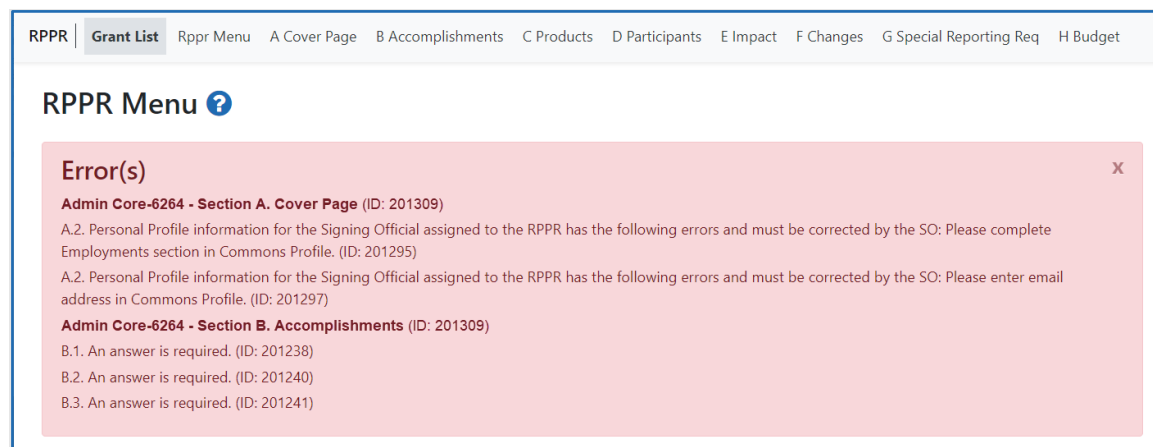 RPPR Grant List Rppr Menu A Cover Page B Accomplishments C Products D Participants E Impact F Changes G Special Reporting Req H Budget
RPPR Menu ?
Error(s) X
Admin Core-6264 - Section A. Cover Page (ID: 201309)
A.2. Personal Profile information for the Signing Official assigned to the RPPR has the following errors and must be corrected by the SO: Please complete
Employments section in Commons Profile. (ID: 201295)
A.2. Personal Profile information for the Signing Official assigned to the RPPR has the following errors and must be corrected by the SO: Please enter email
address in Commons Profile. (ID: 201297)
Admin Core-6264 - Section B. Accomplishments (ID: 201309)
B.1. An answer is required. (ID: 201238)
B.2. An answer is required. (ID: 201240)
B.3. An answer is required. (ID: 201241)